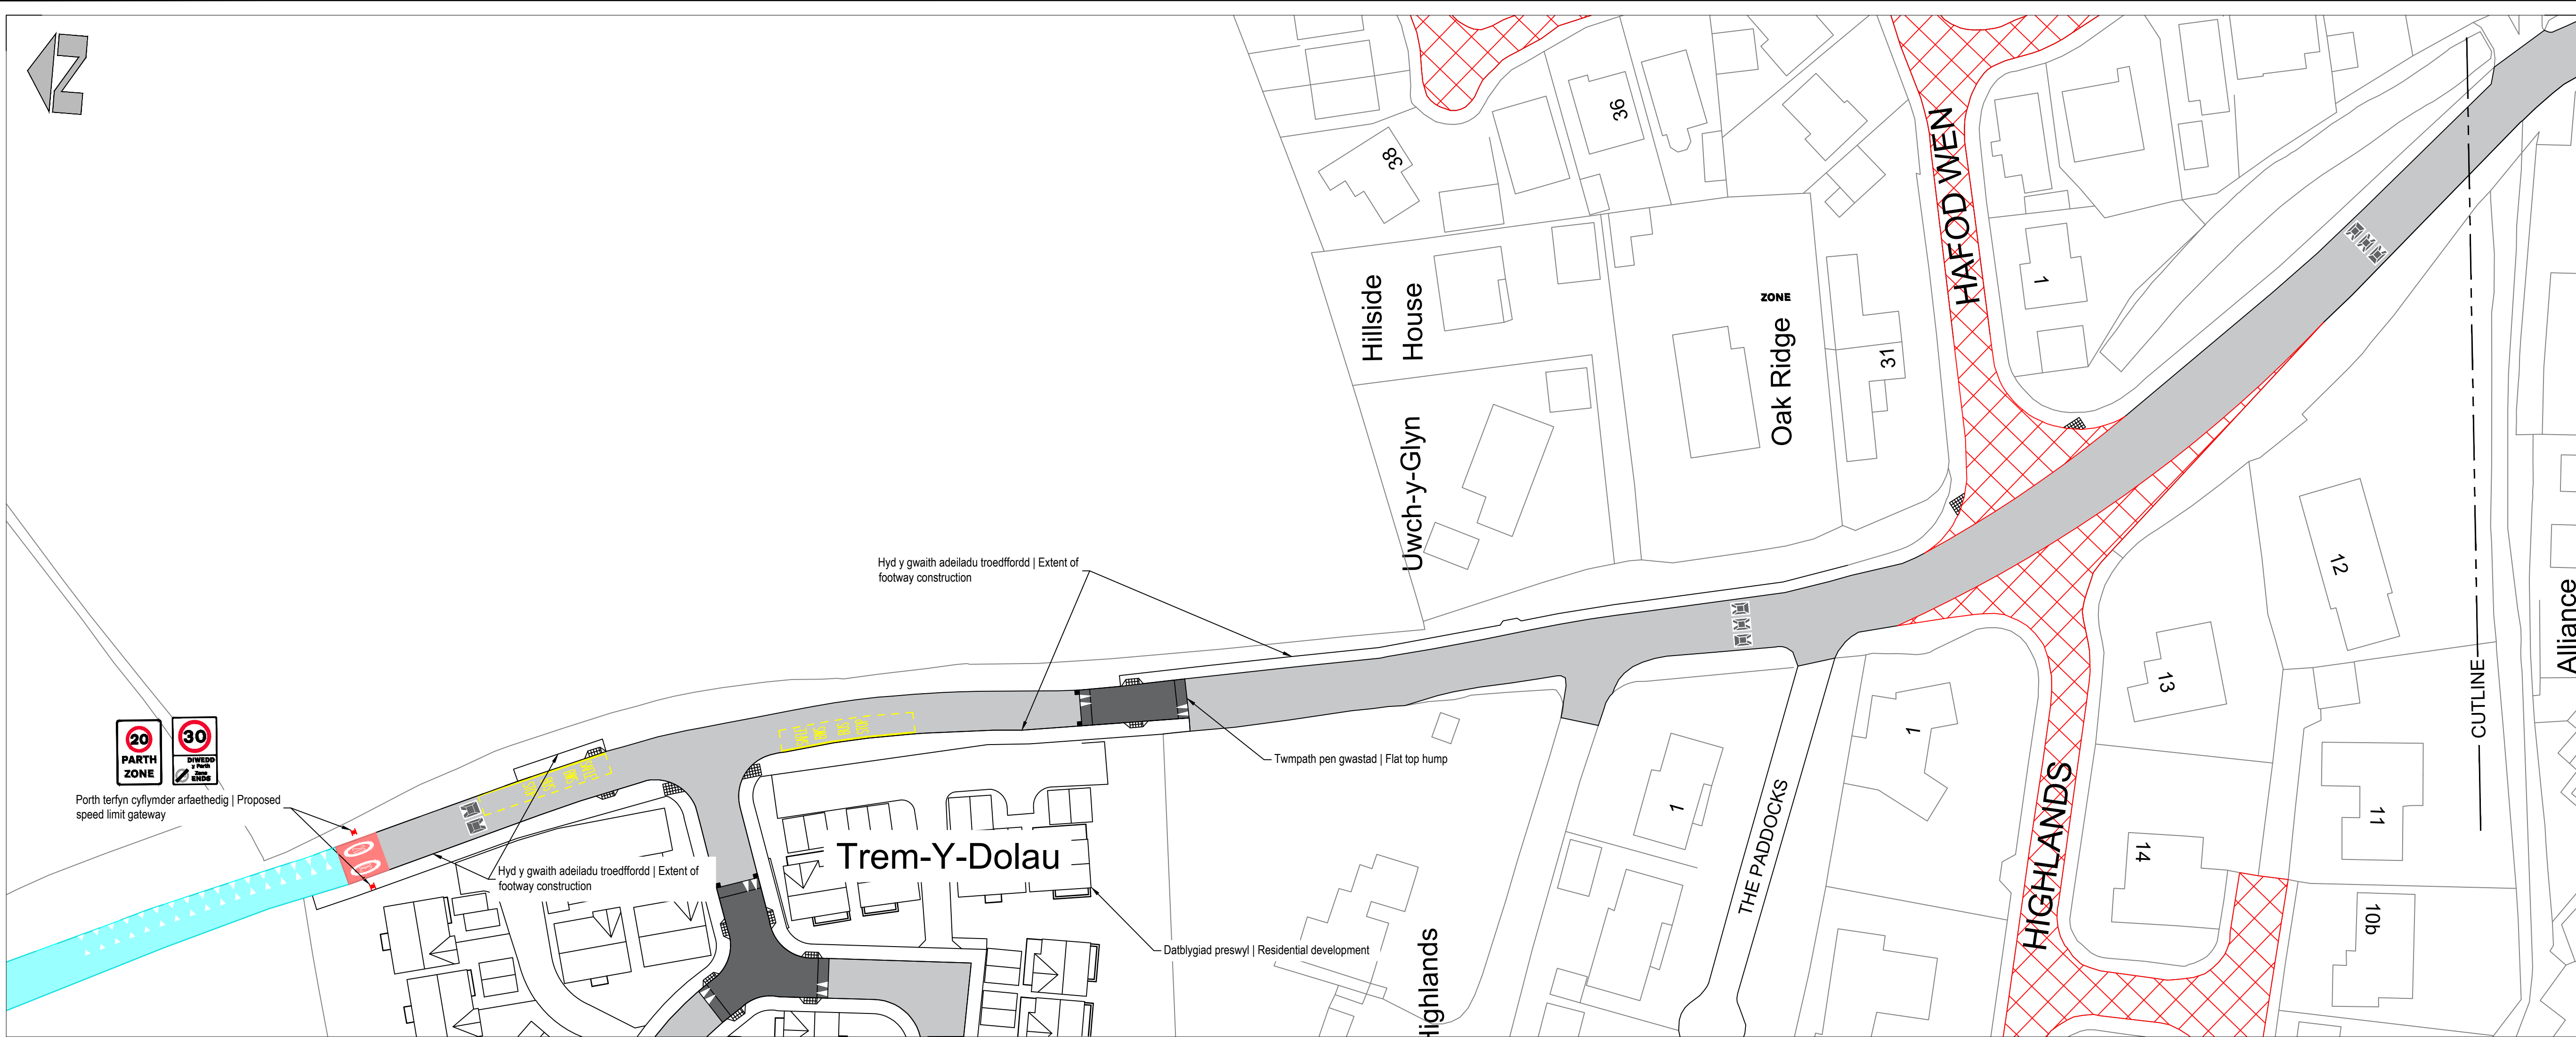 N
38
36
HAFOD WEN
Hillside
House
1
ZONE
Oak Ridge
31
Uwch-y-Glyn
12
Hyd y gwaith adeiladu troedffordd | Extent of
footway construction
13
Alliance
CUTLINE
20
PARTH
ZONE
30
DIWEDD
y Parth
Zone
ENDS
Porth terfyn cyflymder arfaethedig | Proposed
speed limit gateway
Twmpath pen gwastad | Flat top hump
1
1
THE PADDOCKS
HIGHLANDS
11
14
Trem-Y-Dolau
Hyd y gwaith adeiladu troedffordd | Extent of
footway construction
Datblygiad preswyl | Residential development
Highlands
10b